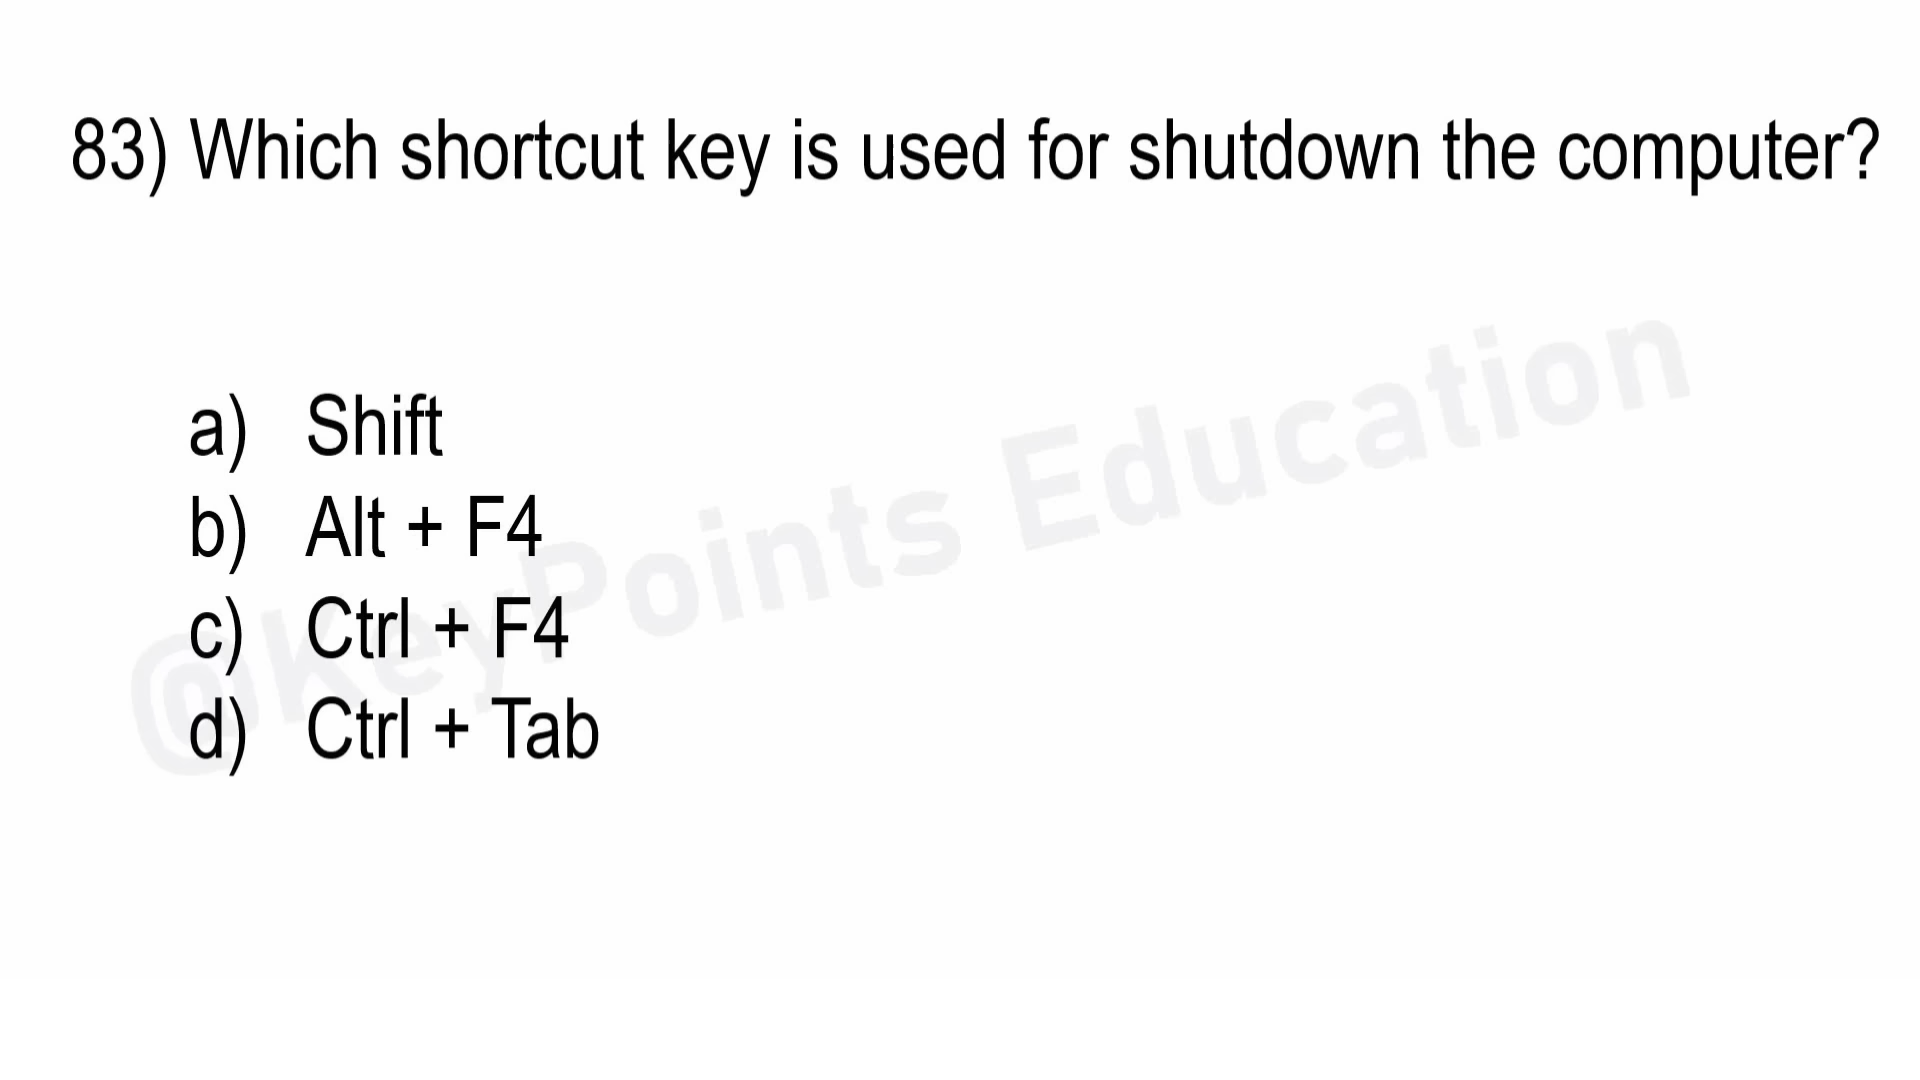 83) Which shortcut key is used for shutdown the computer?
a) Shift
b) Alt + F4
c) Ctrl + F4
d) Ctrl + Tab
@KeyPoints Education